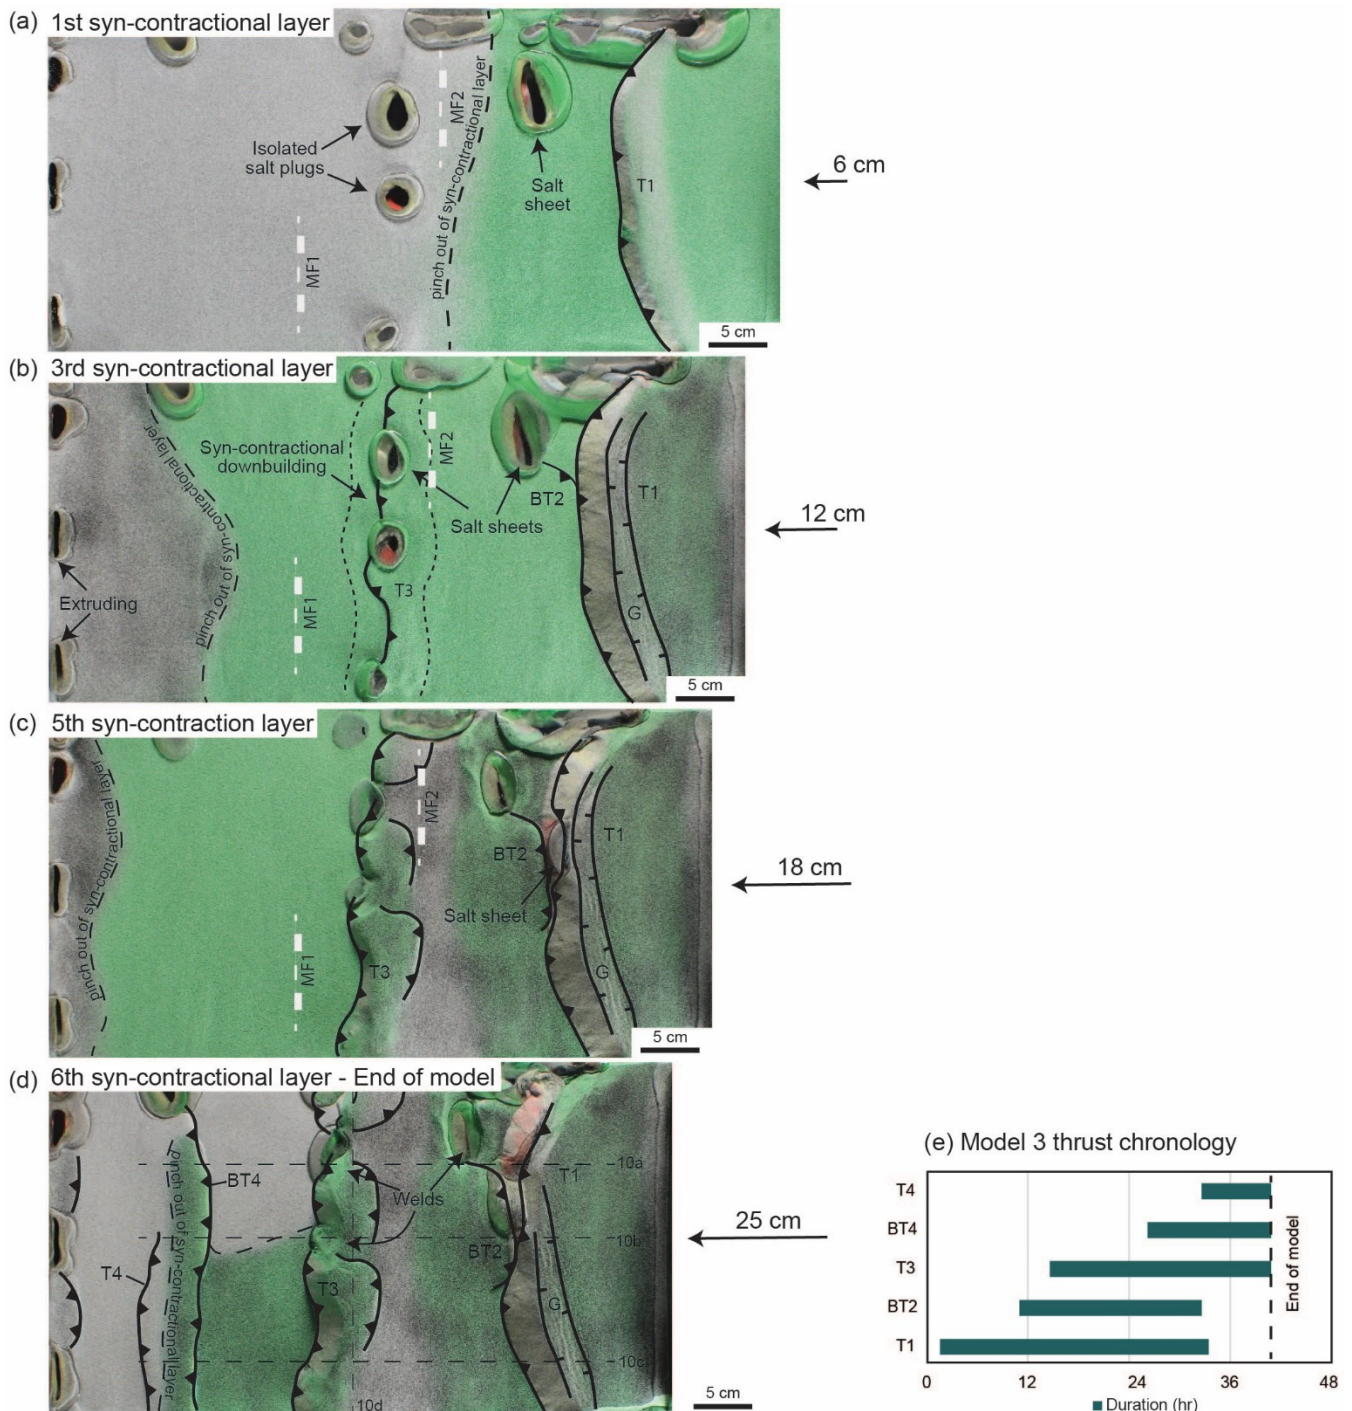 (a) 1st syn-contractional layer
MF2
pinch out of syn-contractional layer
Isolated
salt plugs
Salt
sheet
T1
MF1
6 cm
5 cm
(b) 3rd syn-contractional layer
pinch out of syn-contractional layer
Syn-contractional
downbuilding
MF2
Salt sheets
BT2
T1
Extruding
MF1
T3
G
12 cm
5 cm
(c) 5th syn-contraction layer
pinch out of syn-contractional layer
MF2
BT2
T1
Salt sheet
MF1
T3
G
18 cm
5 cm
(d) 6th syn-contractional layer - End of model
pinch out of syn-contractional layer
BT4
10a
T1
Welds
10b
BT2
T4
T3
G
10c
10d
25 cm
5 cm
(e) Model 3 thrust chronology
T4
BT4
T3
BT2
T1
End of model
0 12 24 36 48
Duration (hr)